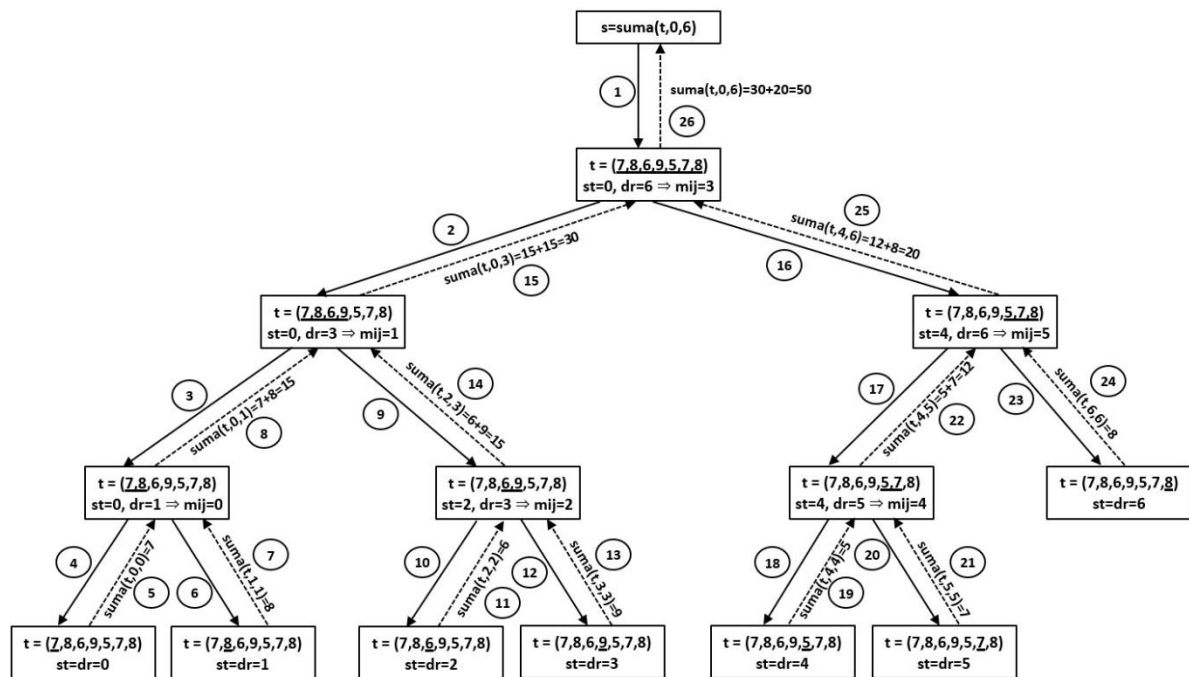 s=suma(t,0,6)
1
suma(t,0,6)=30+20=50
26
t = (7,8,6,9,5,7,8)
st=0, dr=6 ⇒ mij=3
2
suma(t,0,3)=15+15=30
15
25
suma(t,4,6)=12+8=20
16
t = (7,8,6,9,5,7,8)
st=0, dr=3 ⇒ mij=1
t = (7,8,6,9,5,7,8)
st=4, dr=6 ⇒ mij=5
3
suma(t,0,1)=7+8=15
8
9
suma(t,2,3)=6+9=15
14
17
suma(t,4,5)=5+7=12
22
23
suma(t,6,6)=8
24
t = (7,8,6,9,5,7,8)
st=0, dr=1 ⇒ mij=0
t = (7,8,6,9,5,7,8)
st=2, dr=3 ⇒ mij=2
t = (7,8,6,9,5,7,8)
st=4, dr=5 ⇒ mij=4
t = (7,8,6,9,5,7,8)
st=dr=6
4
suma(t,0,0)=7
5
6
suma(t,1,1)=8
7
10
suma(t,2,2)=6
11
12
suma(t,3,3)=9
13
18
suma(t,4,4)=5
19
20
suma(t,5,5)=7
21
t = (7,8,6,9,5,7,8)
st=dr=0
t = (7,8,6,9,5,7,8)
st=dr=1
t = (7,8,6,9,5,7,8)
st=dr=2
t = (7,8,6,9,5,7,8)
st=dr=3
t = (7,8,6,9,5,7,8)
st=dr=4
t = (7,8,6,9,5,7,8)
st=dr=5